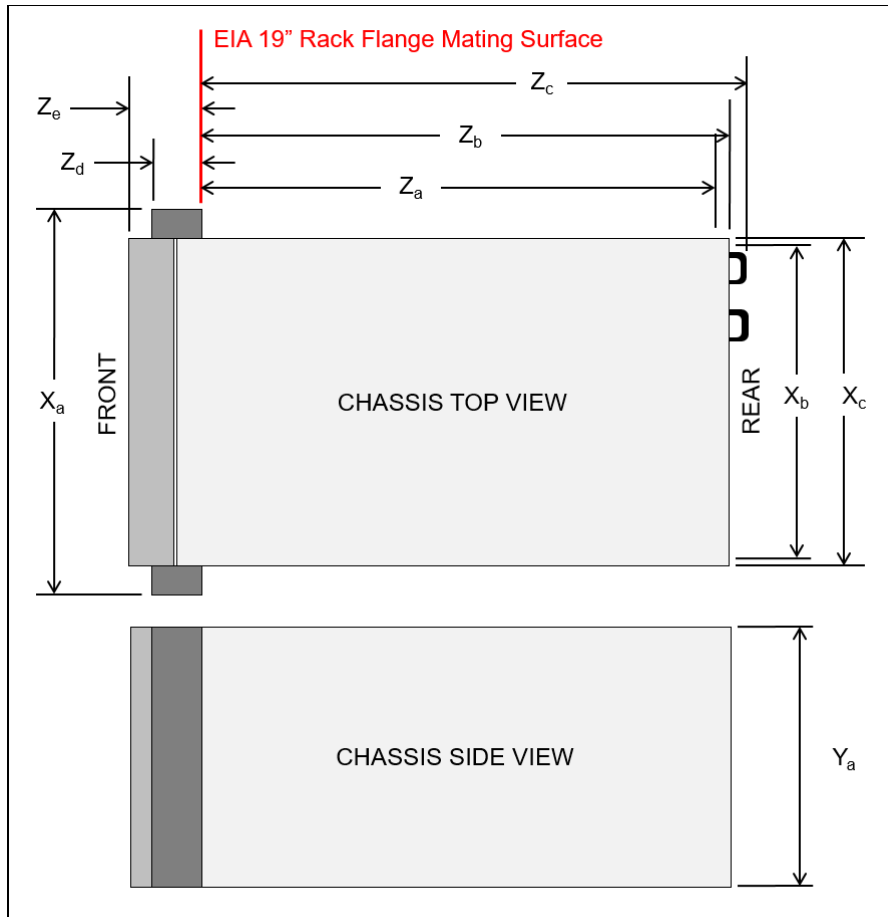 EIA 19” Rack Flange Mating Surface
Zc
Ze
Zb
Zd
Za
Xa
FRONT
CHASSIS TOP VIEW
REAR
Xb
Xc
CHASSIS SIDE VIEW
Ya